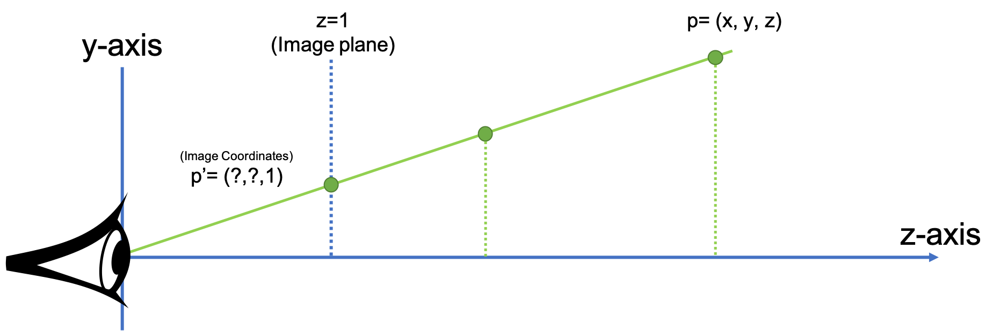 z=1
(Image plane)
p= (x, y, z)
y-axis
(Image Coordinates)
p’= (?,?,1)
z-axis